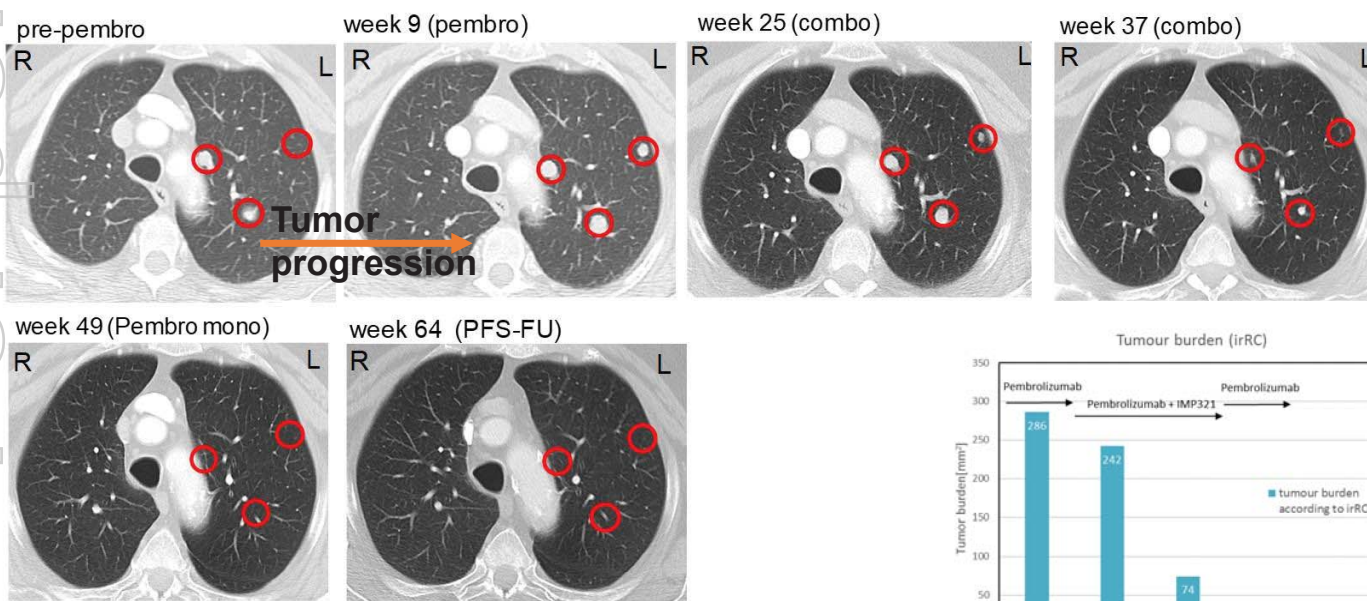 pre-pembro
week 9 (pembro)
week 25 (combo)
week 37 (combo)
R
L
R
L
R
L
R
L
Tumor
progression
week 49 (Pembro mono)
week 64 (PFS-FU)
R
L
R
L
Tumour burden (irRC)
Tumor burden[mm²]
350
300
250
200
150
100
50
Pembrolizumab
Pembrolizumab + IMP321
Pembrolizumab
286
242
74
tumour burden
according to irRC